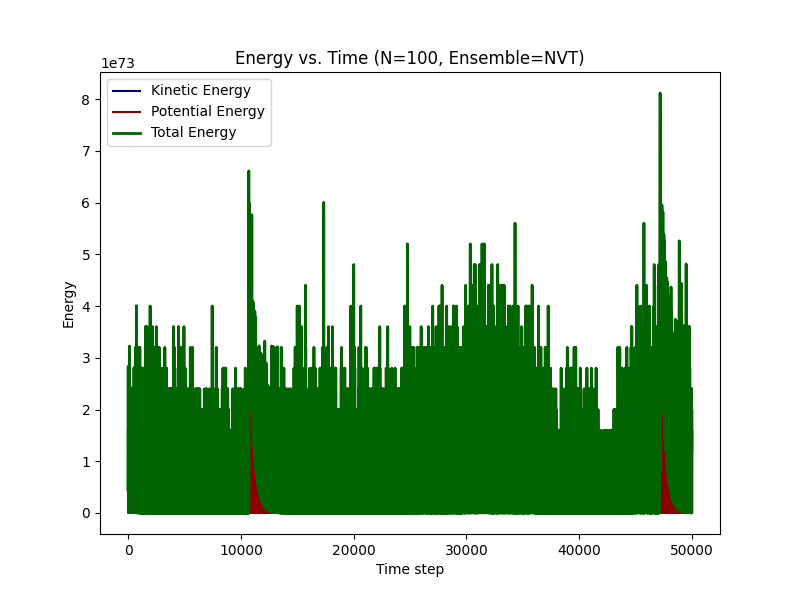 Energy vs. Time (N=100, Ensemble=NVT)
1e73
Kinetic Energy
Potential Energy
Total Energy
8
7
6
5
4
3
2
1
0
Energy
0 10000 20000 30000 40000 50000
Time step